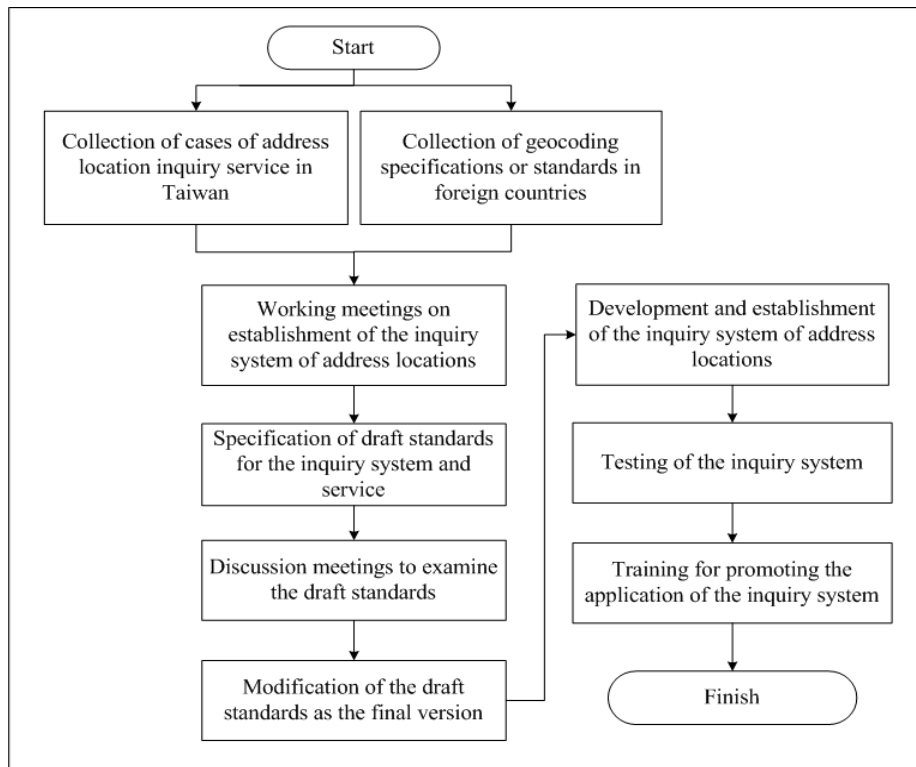 Start
Collection of cases of address
location inquiry service in
Taiwan
Collection of geocoding
specifications or standards in
foreign countries
Working meetings on
establishment of the inquiry
system of address locations
Specification of draft standards
for the inquiry system and
service
Discussion meetings to examine
the draft standards
Modification of the draft
standards as the final version
Development and establishment
of the inquiry system of address
locations
Testing of the inquiry system
Training for promoting the
application of the inquiry system
Finish